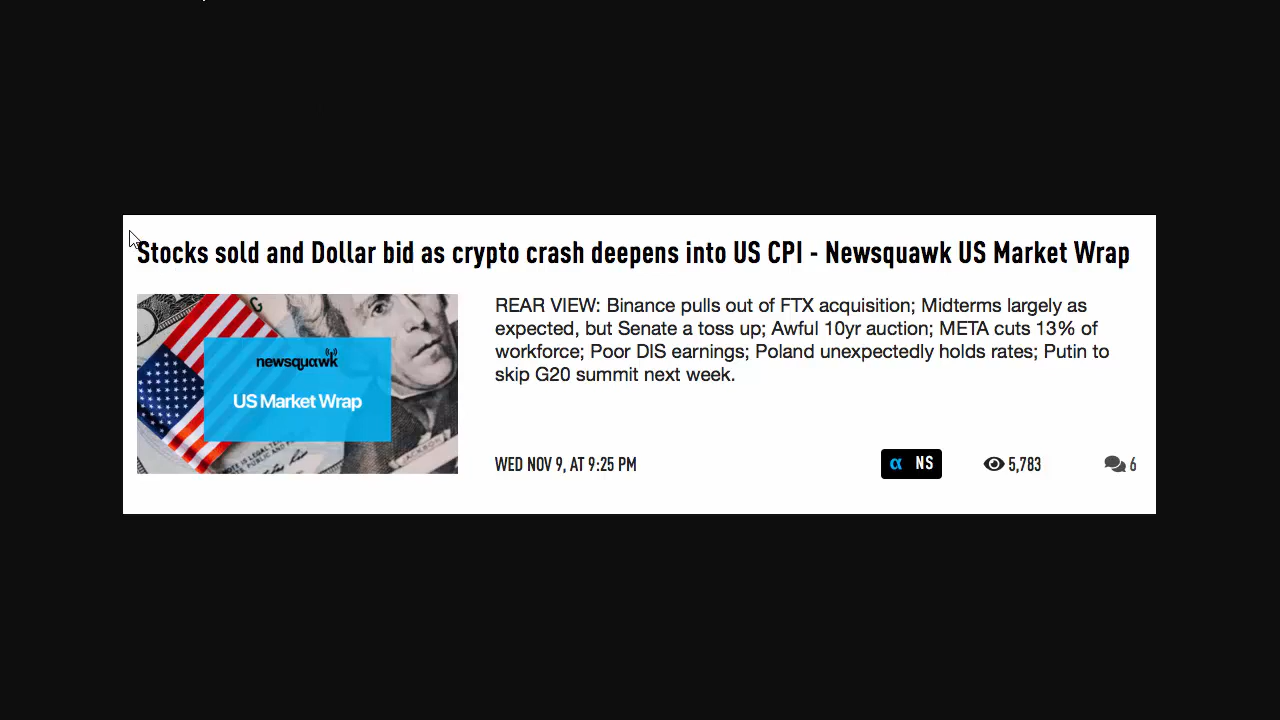 Stocks sold and Dollar bid as crypto crash deepens into US CPI - Newsquawk US Market Wrap
REAR VIEW: Binance pulls out of FTX acquisition; Midterms largely as
expected, but Senate a toss up; Awful 10yr auction; META cuts 13% of
workforce; Poor DIS earnings; Poland unexpectedly holds rates; Putin to
skip G20 summit next week.
G
newsquawk
US Market Wrap
JACKSON
WED NOV 9, AT 9:25 PM
α NS
5,783
6